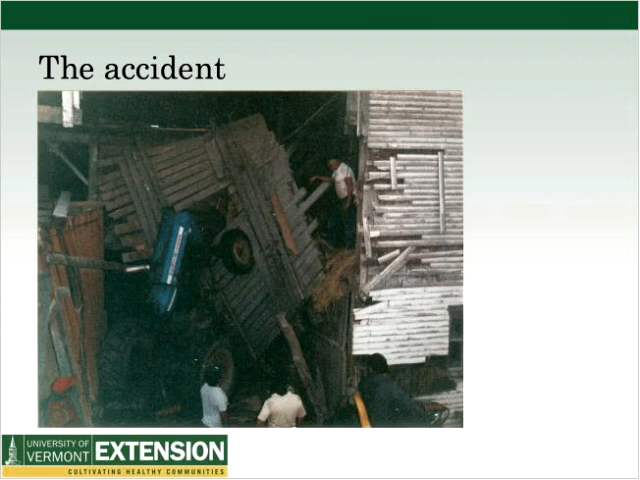 The accident
UNIVERSITY OF
VERMONT
EXTENSION
CULTIVATING HEALTHY COMMUNITIES